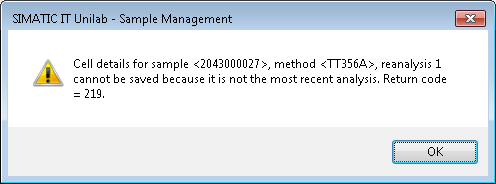 SIMATIC IT Unilab - Sample Management
Cell details for sample <2043000027>, method <TT356A>, reanalysis 1
cannot be saved because it is not the most recent analysis. Return code
= 219.
OK